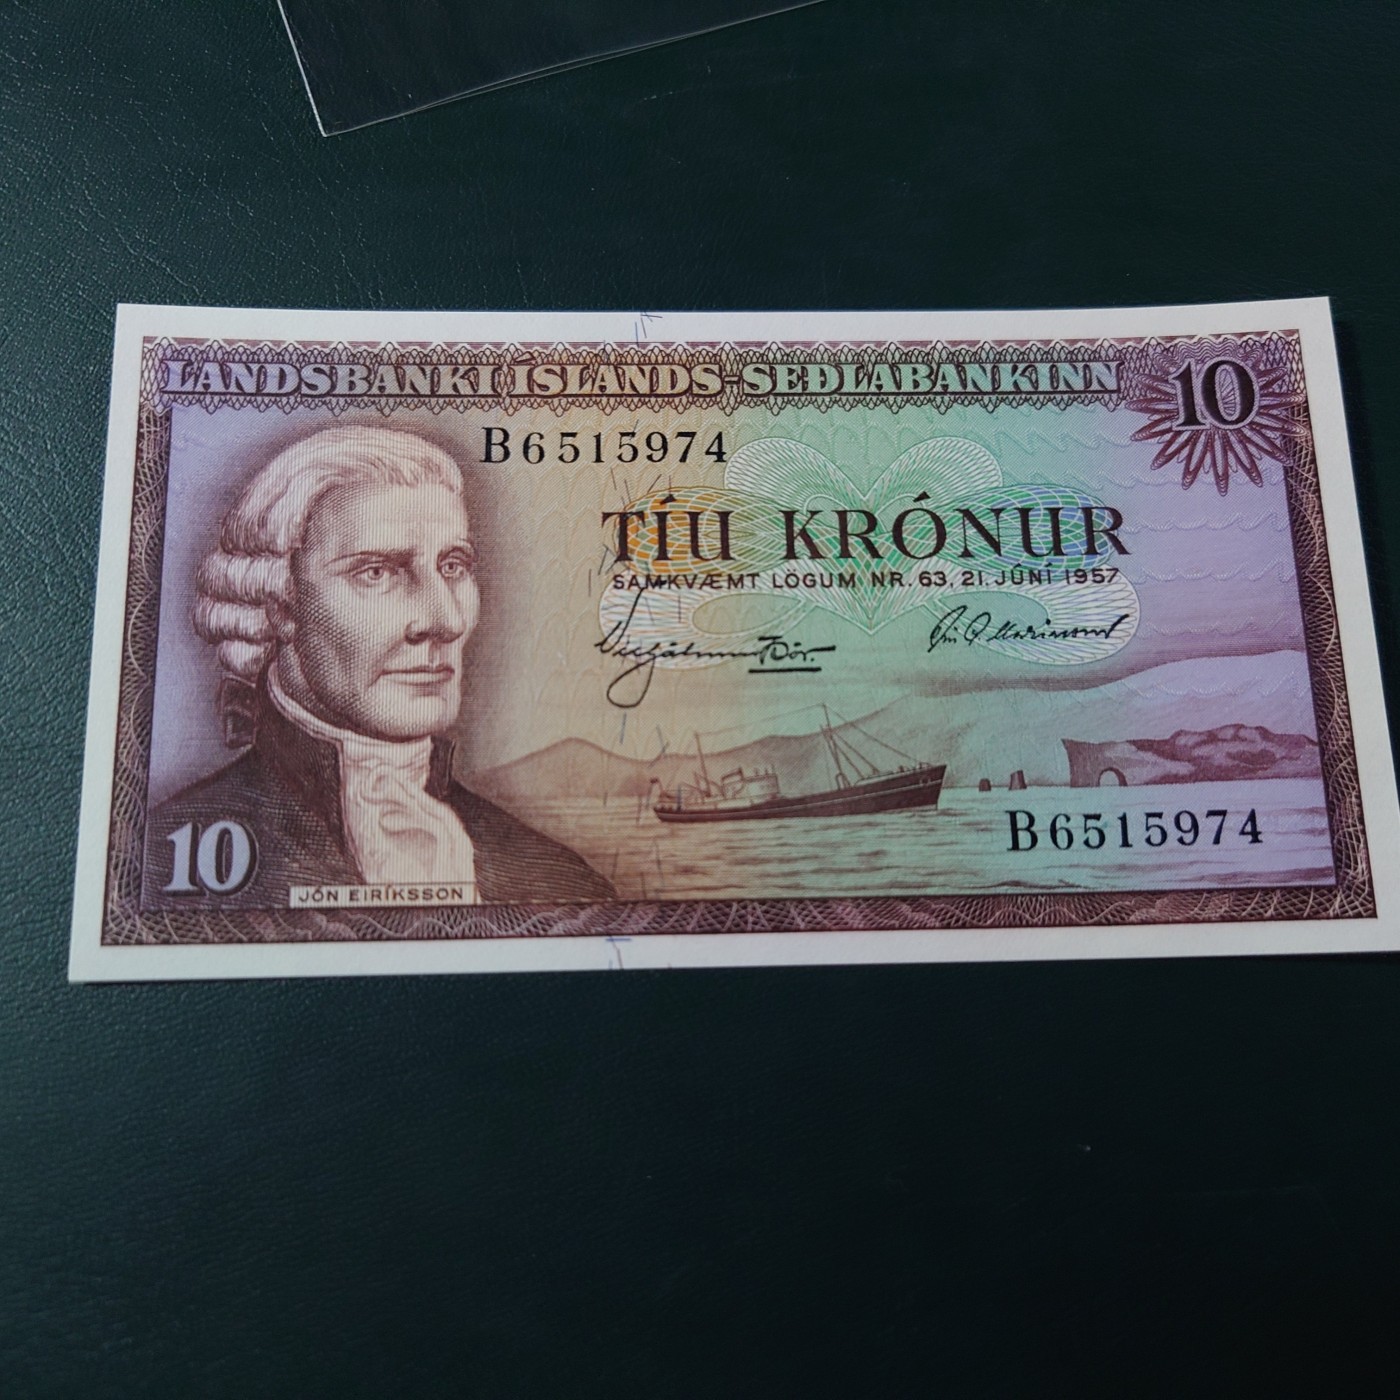 LANDSBANKI ÍSLANDS-SEÐLABANKINN
10
B6515974
TÍU KRÓNUR
SAMKVÆMT LÖGUM NR. 63, 21. JÚNÍ 1957
B6515974
10
JÓN EIRÍKSSON